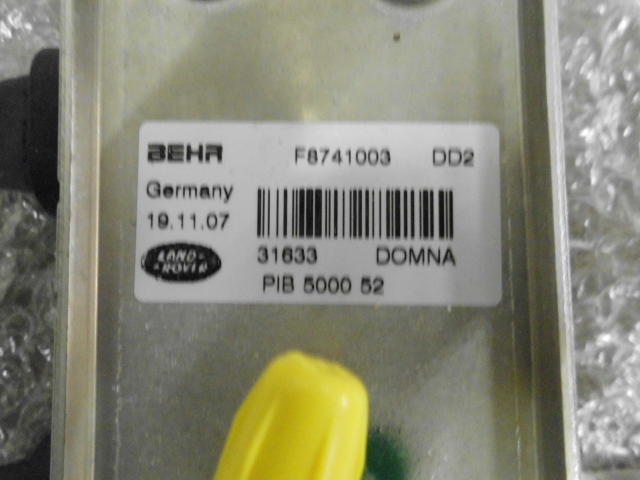 BEHR F8741003 DD2
Germany
19.11.07
LAND-
ROVER
31633 DOMNA
PIB 5000 52